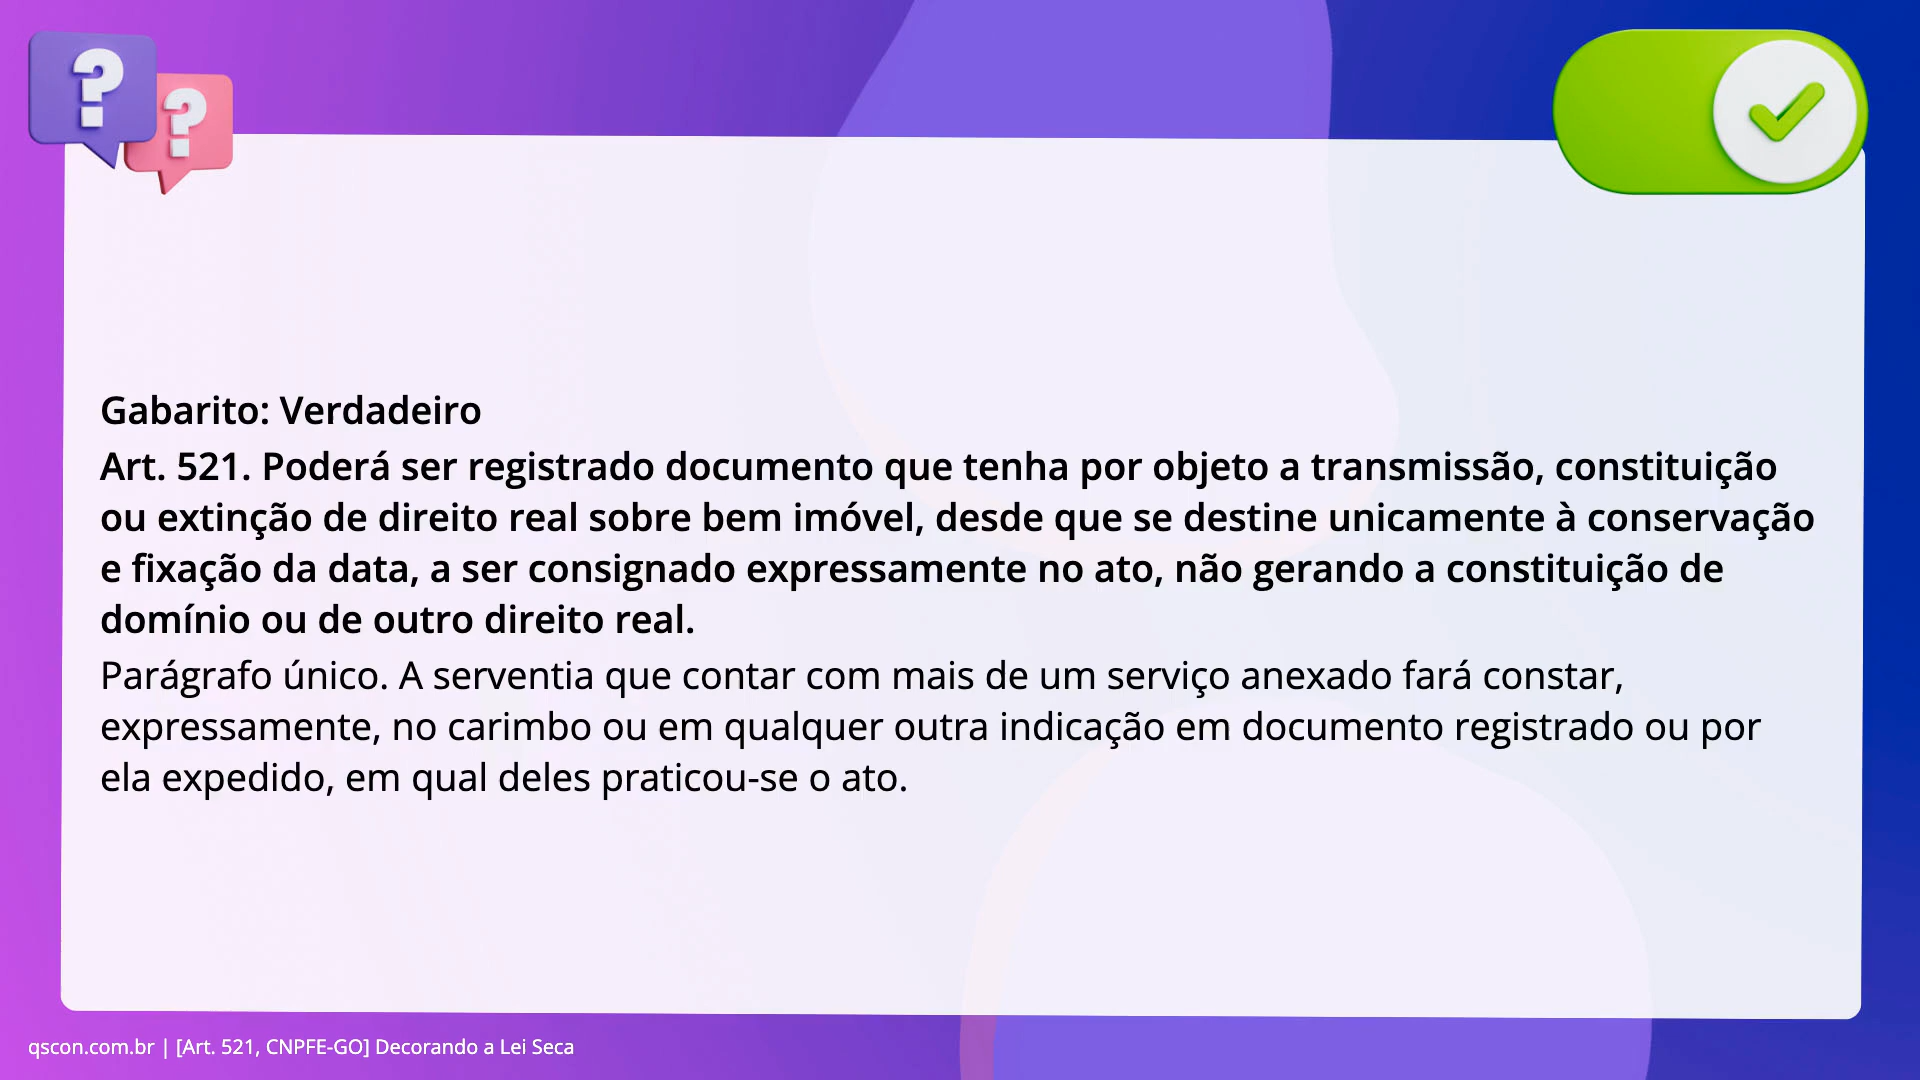 Gabarito: Verdadeiro
Art. 521. Poderá ser registrado documento que tenha por objeto a transmissão, constituição
ou extinção de direito real sobre bem imóvel, desde que se destine unicamente à conservação
e fixação da data, a ser consignado expressamente no ato, não gerando a constituição de
domínio ou de outro direito real.
Parágrafo único. A serventia que contar com mais de um serviço anexado fará constar,
expressamente, no carimbo ou em qualquer outra indicação em documento registrado ou por
ela expedido, em qual deles praticou-se o ato.
qscon.com.br | [Art. 521, CNPFE-GO] Decorando a Lei Seca